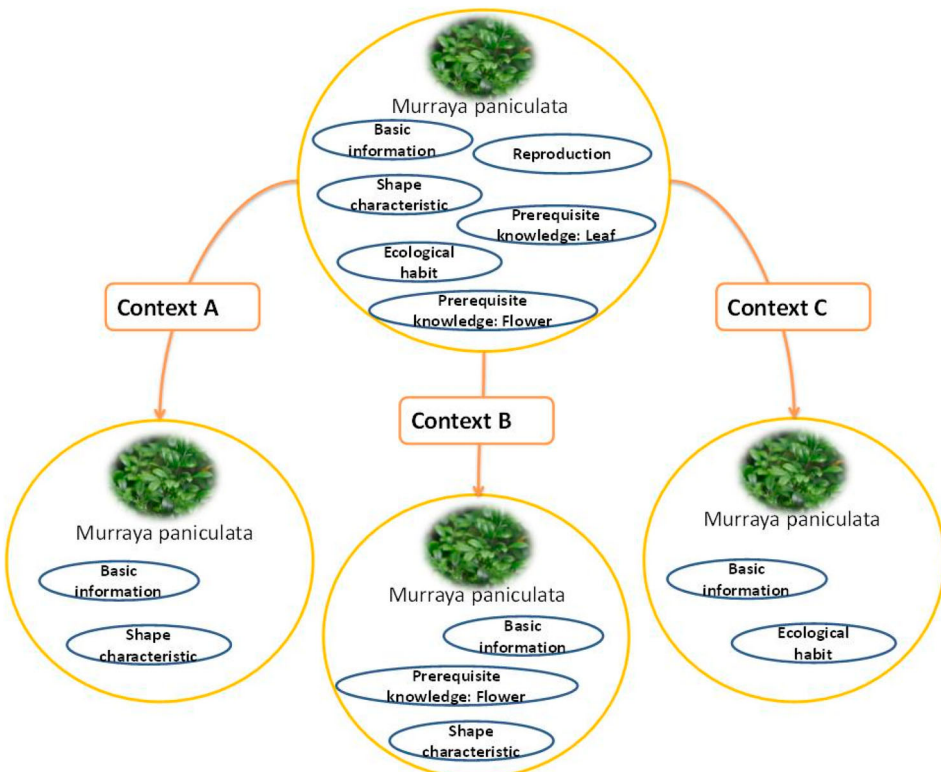 Murraya paniculata
Basic
information
Reproduction
Shape
characteristic
Prerequisite
knowledge: Leaf
Ecological
habit
Prerequisite
knowledge: Flower
Context A
Context B
Context C
Murraya paniculata
Basic
information
Shape
characteristic
Murraya paniculata
Basic
information
Prerequisite
knowledge: Flower
Shape
characteristic
Murraya paniculata
Basic
information
Ecological
habit